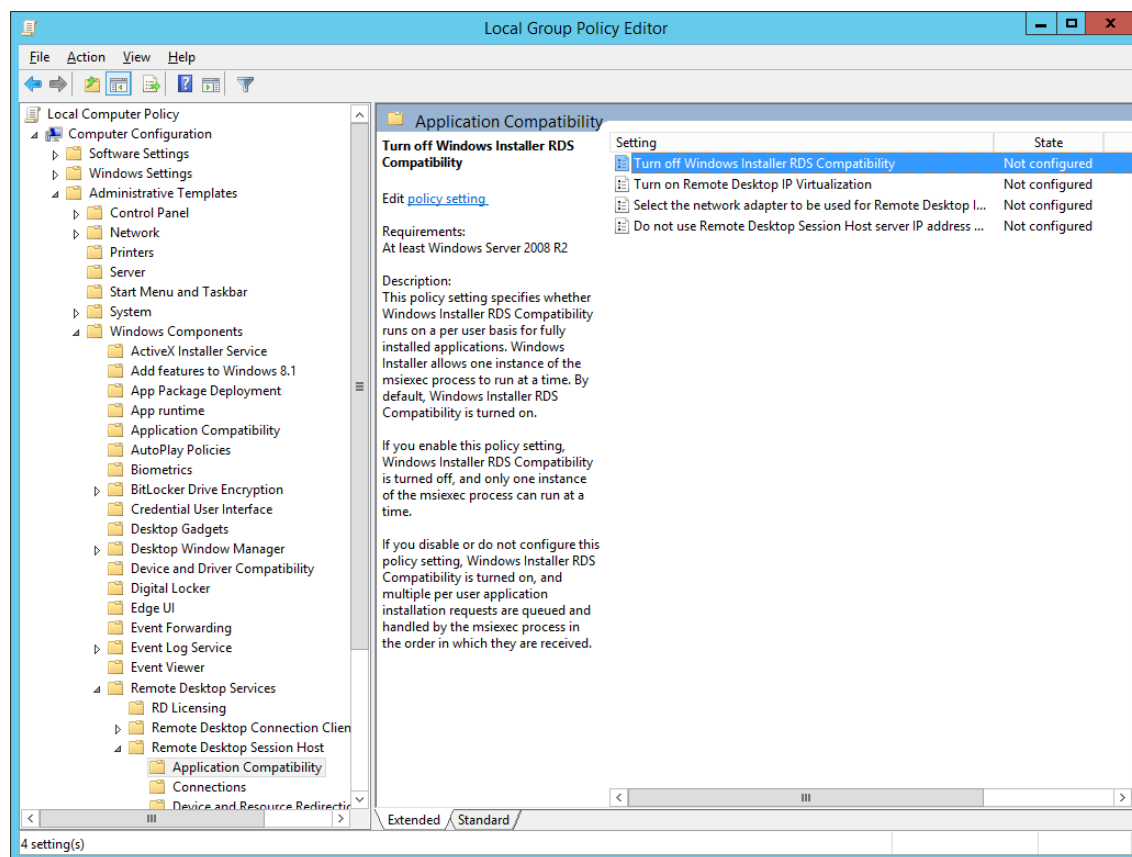 Local Group Policy Editor
File Action View Help
Local Computer Policy
Computer Configuration
Software Settings
Windows Settings
Administrative Templates
Control Panel
Network
Printers
Server
Start Menu and Taskbar
System
Windows Components
ActiveX Installer Service
Add features to Windows 8.1
App Package Deployment
App runtime
Application Compatibility
AutoPlay Policies
Biometrics
BitLocker Drive Encryption
Credential User Interface
Desktop Gadgets
Desktop Window Manager
Device and Driver Compatibility
Digital Locker
Edge UI
Event Forwarding
Event Log Service
Event Viewer
Remote Desktop Services
RD Licensing
Remote Desktop Connection Clien
Remote Desktop Session Host
Application Compatibility
Connections
Device and Resource Redirectic
Application Compatibility
Turn off Windows Installer RDS
Compatibility
Edit policy setting
Requirements:
At least Windows Server 2008 R2
Description:
This policy setting specifies whether
Windows Installer RDS Compatibility
runs on a per user basis for fully
installed applications. Windows
Installer allows one instance of the
msiexec process to run at a time. By
default, Windows Installer RDS
Compatibility is turned on.
If you enable this policy setting,
Windows Installer RDS Compatibility
is turned off, and only one instance
of the msiexec process can run at a
time.
If you disable or do not configure this
policy setting, Windows Installer RDS
Compatibility is turned on, and
multiple per user application
installation requests are queued and
handled by the msiexec process in
the order in which they are received.
Setting State
Turn off Windows Installer RDS Compatibility Not configured
Turn on Remote Desktop IP Virtualization Not configured
Select the network adapter to be used for Remote Desktop I... Not configured
Do not use Remote Desktop Session Host server IP address ... Not configured
Extended Standard
4 setting(s)